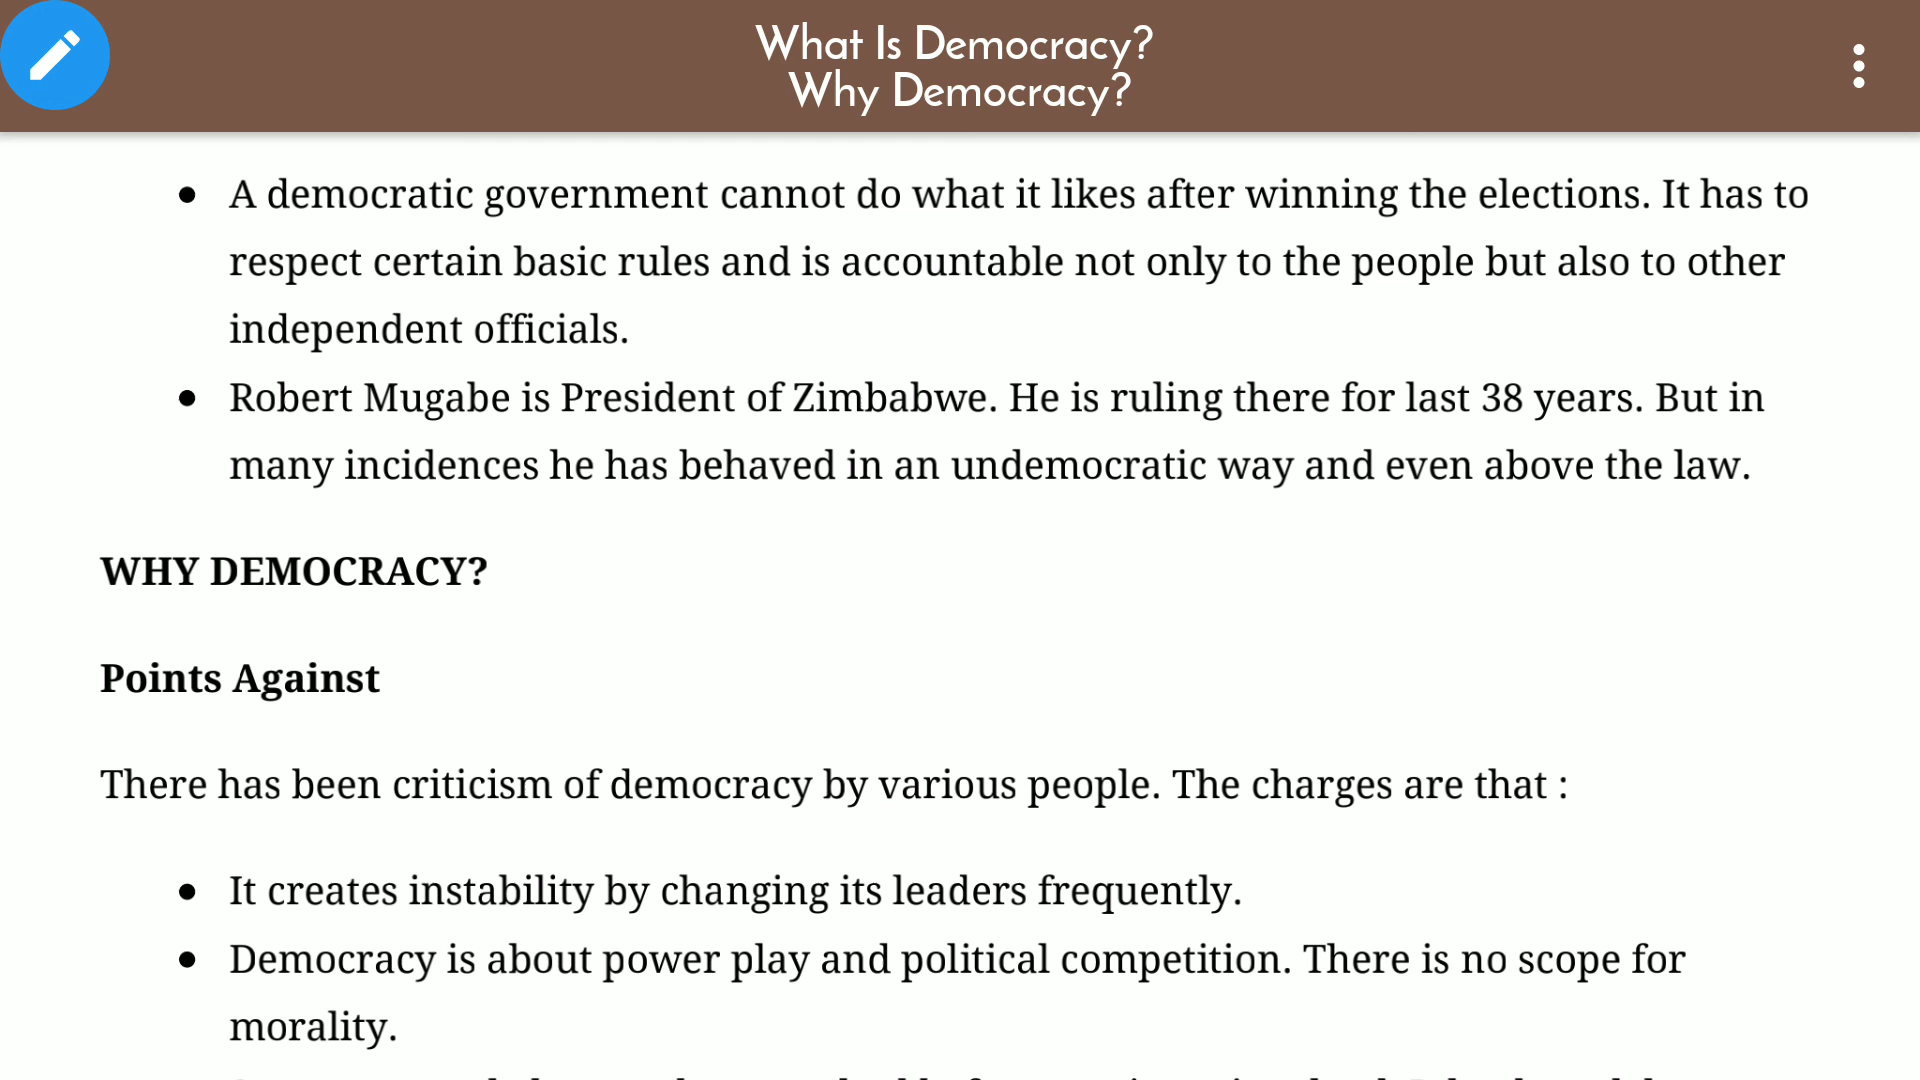 What Is Democracy?
Why Democracy?
• A democratic government cannot do what it likes after winning the elections. It has to
respect certain basic rules and is accountable not only to the people but also to other
independent officials.
• Robert Mugabe is President of Zimbabwe. He is ruling there for last 38 years. But in
many incidences he has behaved in an undemocratic way and even above the law.
WHY DEMOCRACY?
Points Against
There has been criticism of democracy by various people. The charges are that :
• It creates instability by changing its leaders frequently.
• Democracy is about power play and political competition. There is no scope for
morality.